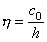 η = c₀/h